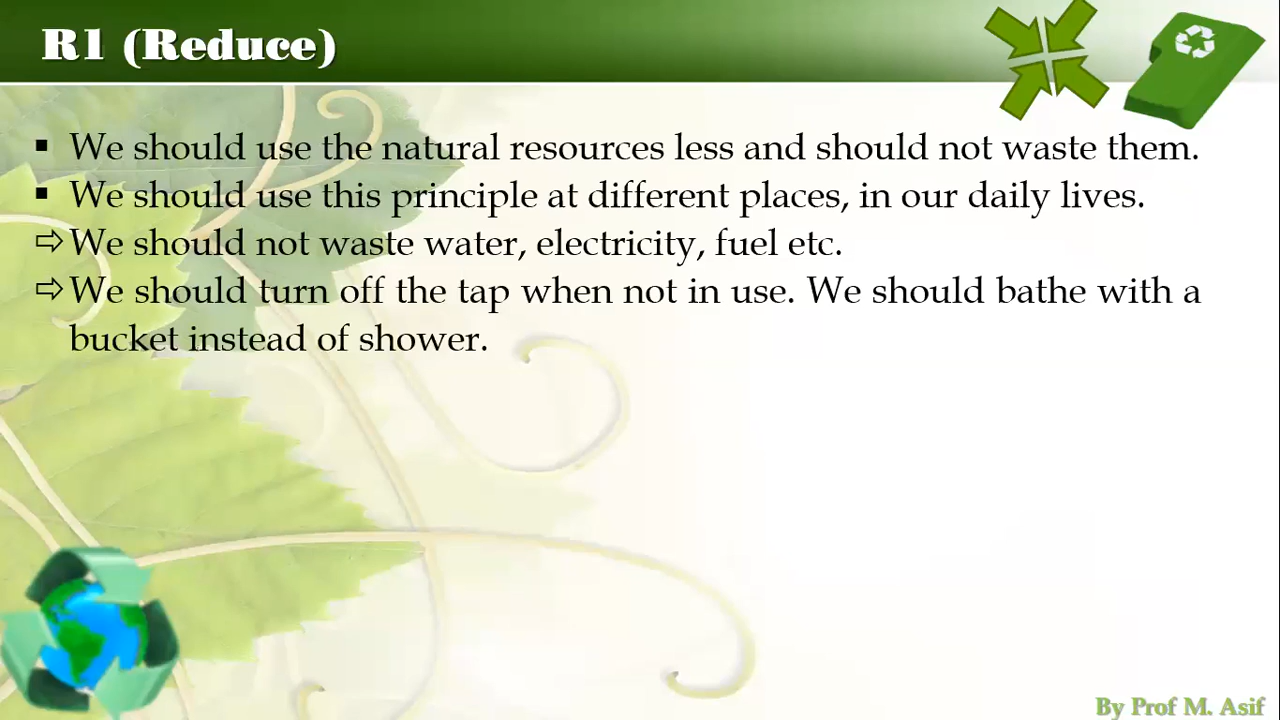 R1 (Reduce)
▪ We should use the natural resources less and should not waste them.
▪ We should use this principle at different places, in our daily lives.
⇨ We should not waste water, electricity, fuel etc.
⇨ We should turn off the tap when not in use. We should bathe with a
bucket instead of shower.
By Prof M. Asif